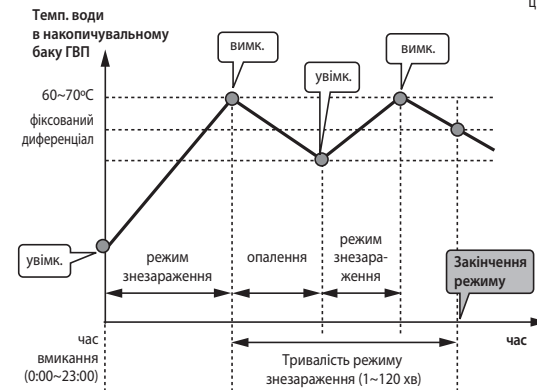 ц
Темп. води
в накопичувальному
баку ГВП
вимк.
вимк.
увімк.
60~70ºC
фіксований
диференціал
увімк.
режим
знезараження
опалення
режим
знезара-
ження
Закінчення
режиму
час
вмикання
(0:00~23:00)
час
Тривалість режиму
знезараження (1~120 хв)